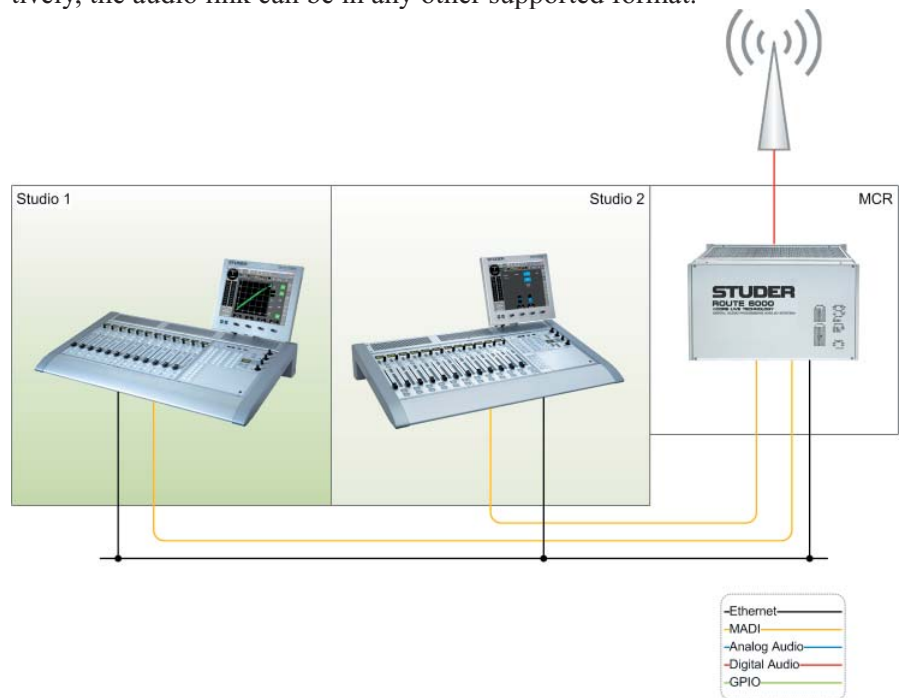 tively, the audio link can be in any other supported format.
Studio 1
Studio 2
MCR
STUDER
STUDER
STUDER
ROUTE 6000
Ethernet
MADI
Analog Audio
Digital Audio
GPIO